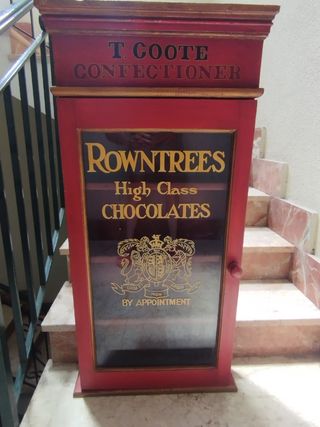 T. COOTE
CONFECTIONER
ROWNTREES
High Class
CHOCOLATES
BY APPOINTMENT